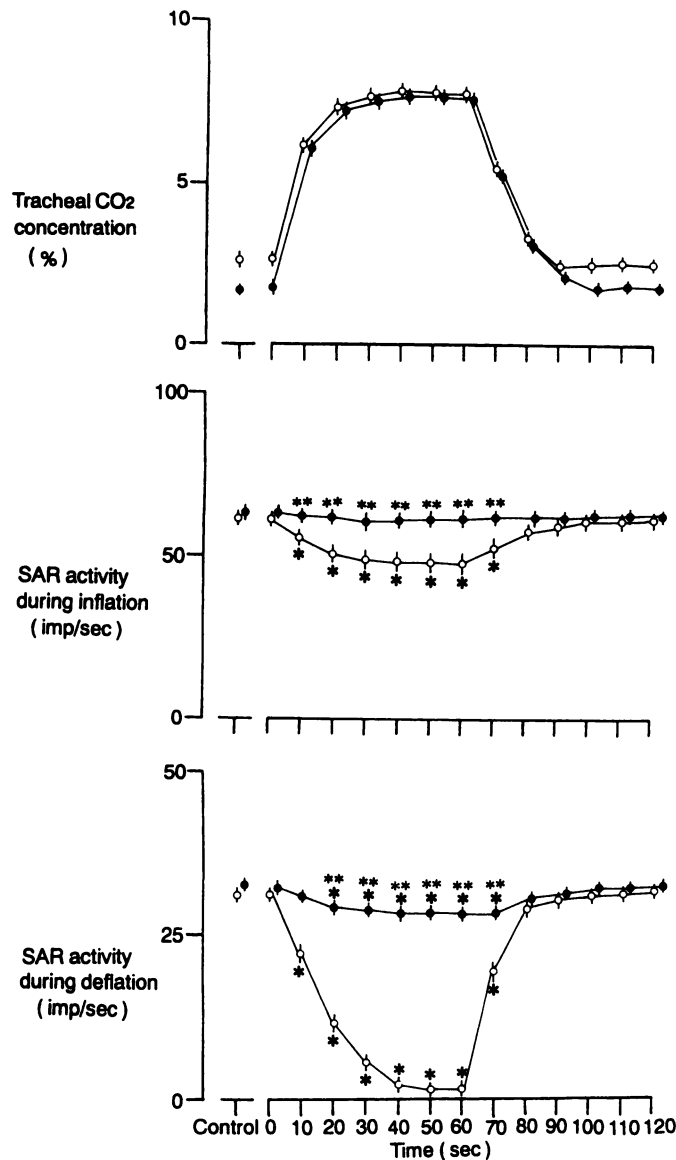 10
5
0
Tracheal CO2
concentration
( % )
100
50
0
** ** ** ** ** ** **
* * * * * * *
SAR activity
during inflation
( imp/sec )
50
25
0
** ** ** ** ** **
* * * * * *
* * * * * * *
SAR activity
during deflation
( imp/sec )
Control 0 10 20 30 40 50 60 70 80 90 100 110 120
Time ( sec )